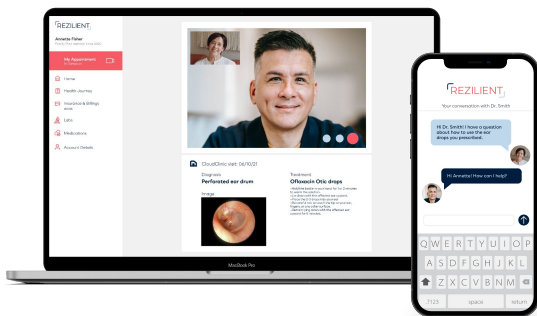 REZILIENT
Annette Fisher
My Appointment
Home
Health Journey
Insurance & Billings
Labs
Medications
Account Details
CloudClinic visit: 06/10/21
Diagnosis
Perforated ear drum
Image
Treatment
Ofloxacin Otic drops
MacBook Pro
REZILIENT
Your conversation with Dr. Smith
Hi Dr. Smith! I have a question
about how to use the ear
drops you prescribed.
Hi Annette! How can I help?
Q W E R T Y U I O P
A S D F G H J K L
Z X C V B N M
.?123 space return